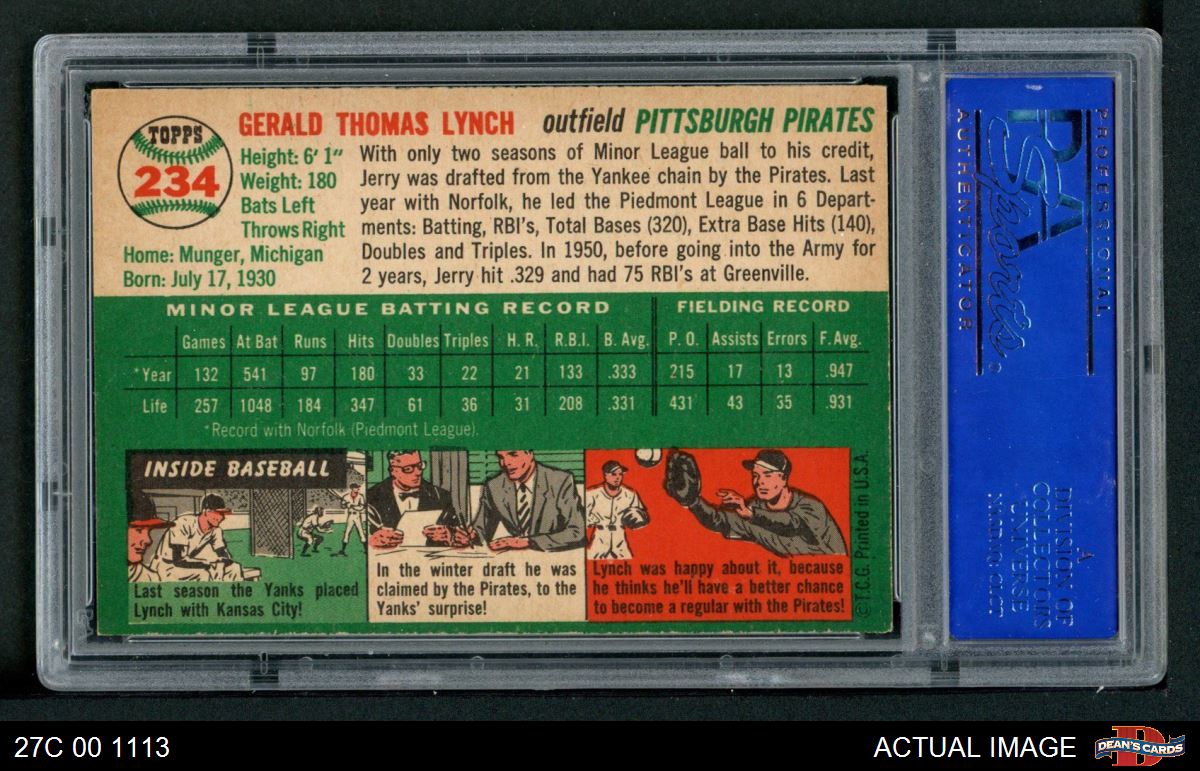 TOPPS
234
GERALD THOMAS LYNCH outfield PITTSBURGH PIRATES
Height: 6' 1"
Weight: 180
Bats Left
Throws Right
Home: Munger, Michigan
Born: July 17, 1930
With only two seasons of Minor League ball to his credit,
Jerry was drafted from the Yankee chain by the Pirates. Last
year with Norfolk, he led the Piedmont League in 6 Depart-
ments: Batting, RBI's, Total Bases (320), Extra Base Hits (140),
Doubles and Triples. In 1950, before going into the Army for
2 years, Jerry hit .329 and had 75 RBI's at Greenville.
MINOR LEAGUE BATTING RECORD FIELDING RECORD
Games At Bat Runs Hits Doubles Triples H. R. R.B.I. B. Avg. P. O. Assists Errors F. Avg.
*Year 132 541 97 180 33 22 21 133 .333 215 17 13 .947
Life 257 1048 184 347 61 36 31 208 .331 431 43 35 .931
*Record with Norfolk (Piedmont League).
INSIDE BASEBALL
Last season the Yanks placed
Lynch with Kansas City!
In the winter draft he was
claimed by the Pirates, to the
Yanks' surprise!
Lynch was happy about it, because
he thinks he'll have a better chance
to become a regular with the Pirates!
©T.C.G. Printed in U.S.A.
PROFESSIONAL
PSA
Sports
AUTHENTICATOR
A
DIVISION OF
COLLECTORS
UNIVERSE
NASDAQ: CLCT
27C 00 1113
ACTUAL IMAGE
D
DEAN'S CARDS